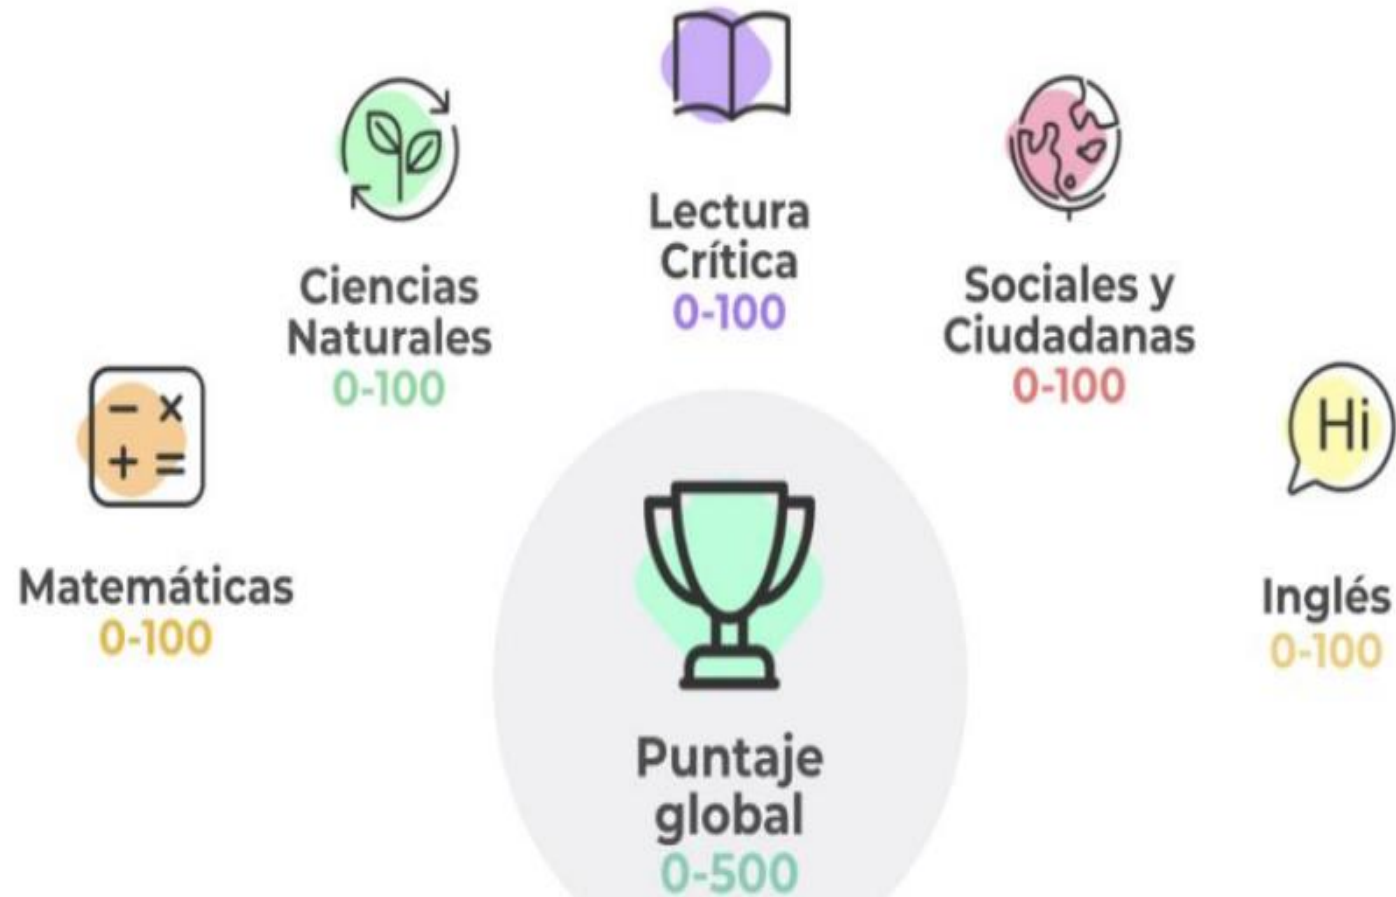 Lectura
Crítica
0-100
Ciencias
Naturales
0-100
Sociales y
Ciudadanas
0-100
- x
+ =
Matemáticas
0-100
Hi
Inglés
0-100
Puntaje
global
0-500